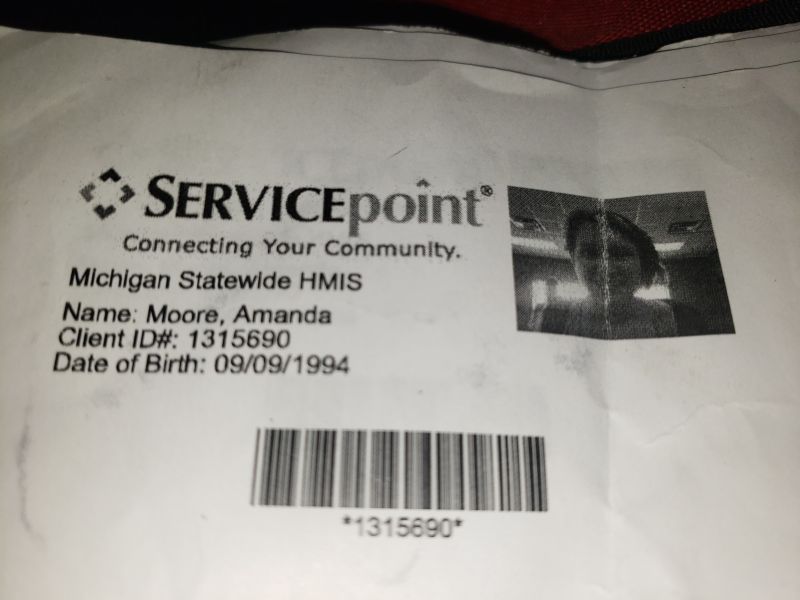 SERVICEpoint®
Connecting Your Community.
Michigan Statewide HMIS
Name: Moore, Amanda
Client ID#: 1315690
Date of Birth: 09/09/1994
*1315690*